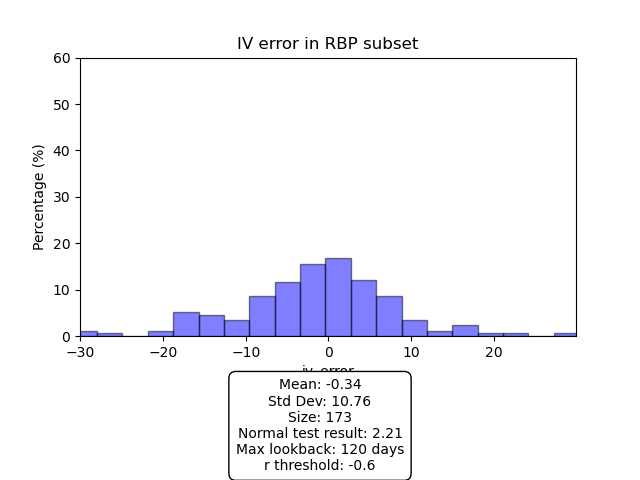 IV error in RBP subset
Percentage (%)
60
50
40
30
20
10
0
−30 −20 −10 0 10 20
iv_error
Mean: -0.34
Std Dev: 10.76
Size: 173
Normal test result: 2.21
Max lookback: 120 days
r threshold: -0.6